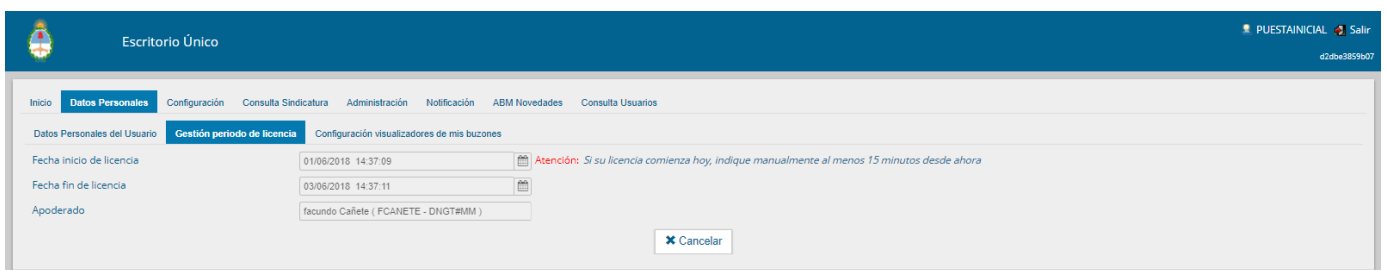 Escritorio Único
PUESTAINICIAL Salir
d2dbe3859b07
Inicio Datos Personales Configuración Consulta Sindicatura Administración Notificación ABM Novedades Consulta Usuarios
Datos Personales del Usuario Gestión periodo de licencia Configuración visualizadores de mis buzones
Fecha inicio de licencia 01/06/2018 14:37:09 Atención: Si su licencia comienza hoy, indique manualmente al menos 15 minutos desde ahora
Fecha fin de licencia 03/06/2018 14:37:11
Apoderado facundo Cañete ( FCANETE - DNGT#MM )
Cancelar